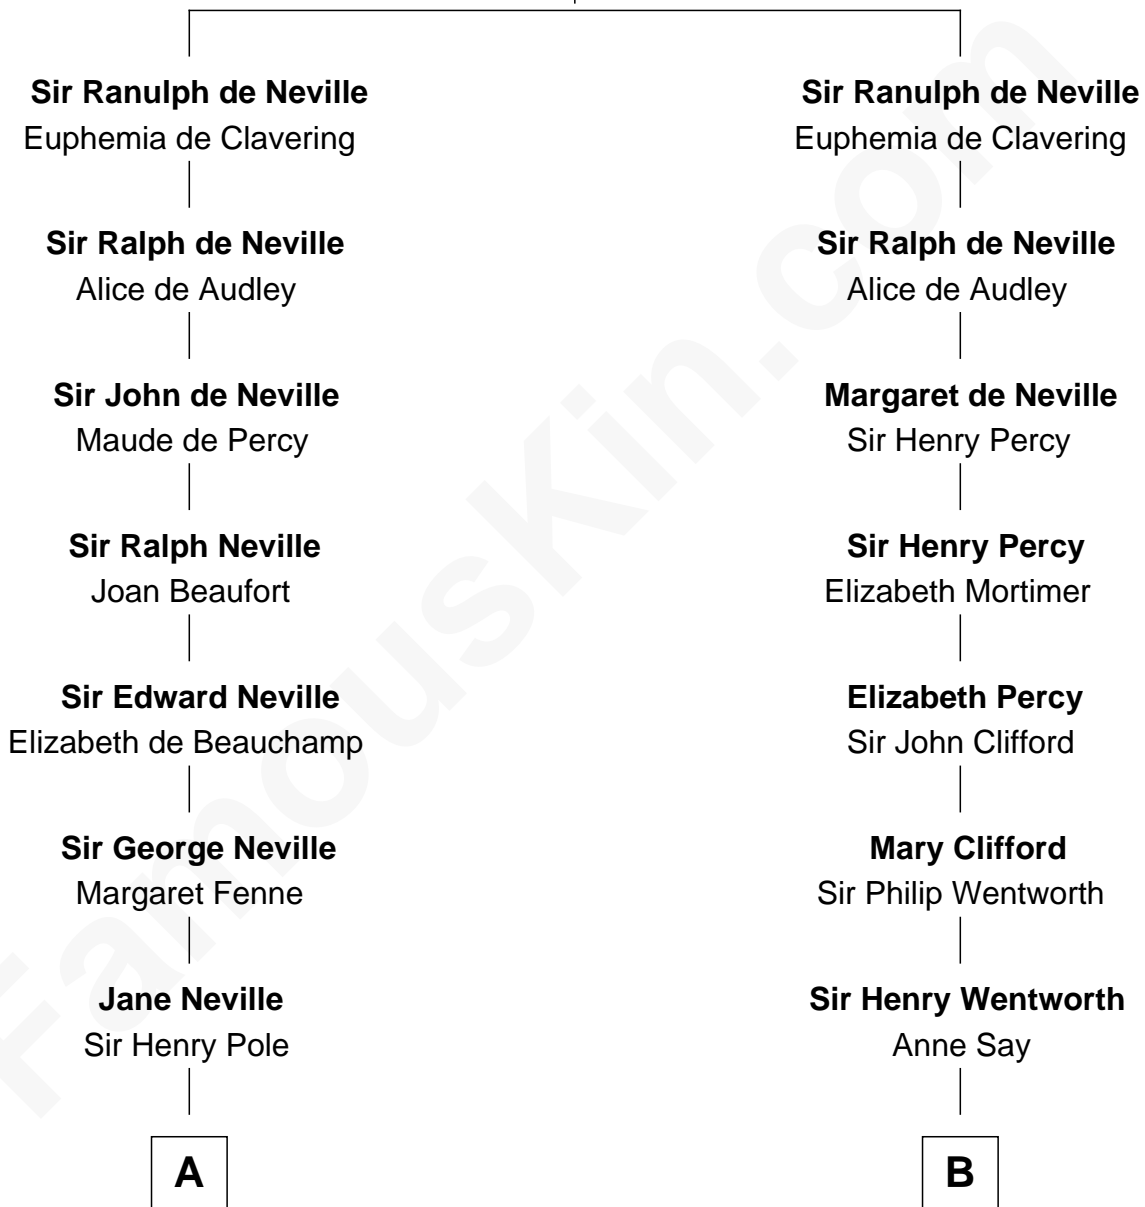 Sir Ranulph de Neville
Euphemia de Clavering
Sir Ralph de Neville
Alice de Audley
Sir John de Neville
Maude de Percy
Sir Ralph Neville
Joan Beaufort
Sir Edward Neville
Elizabeth de Beauchamp
Sir George Neville
Margaret Fenne
Jane Neville
Sir Henry Pole
A
Sir Ranulph de Neville
Euphemia de Clavering
Sir Ralph de Neville
Alice de Audley
Margaret de Neville
Sir Henry Percy
Sir Henry Percy
Elizabeth Mortimer
Elizabeth Percy
Sir John Clifford
Mary Clifford
Sir Philip Wentworth
Sir Henry Wentworth
Anne Say
B
FamousKin.com